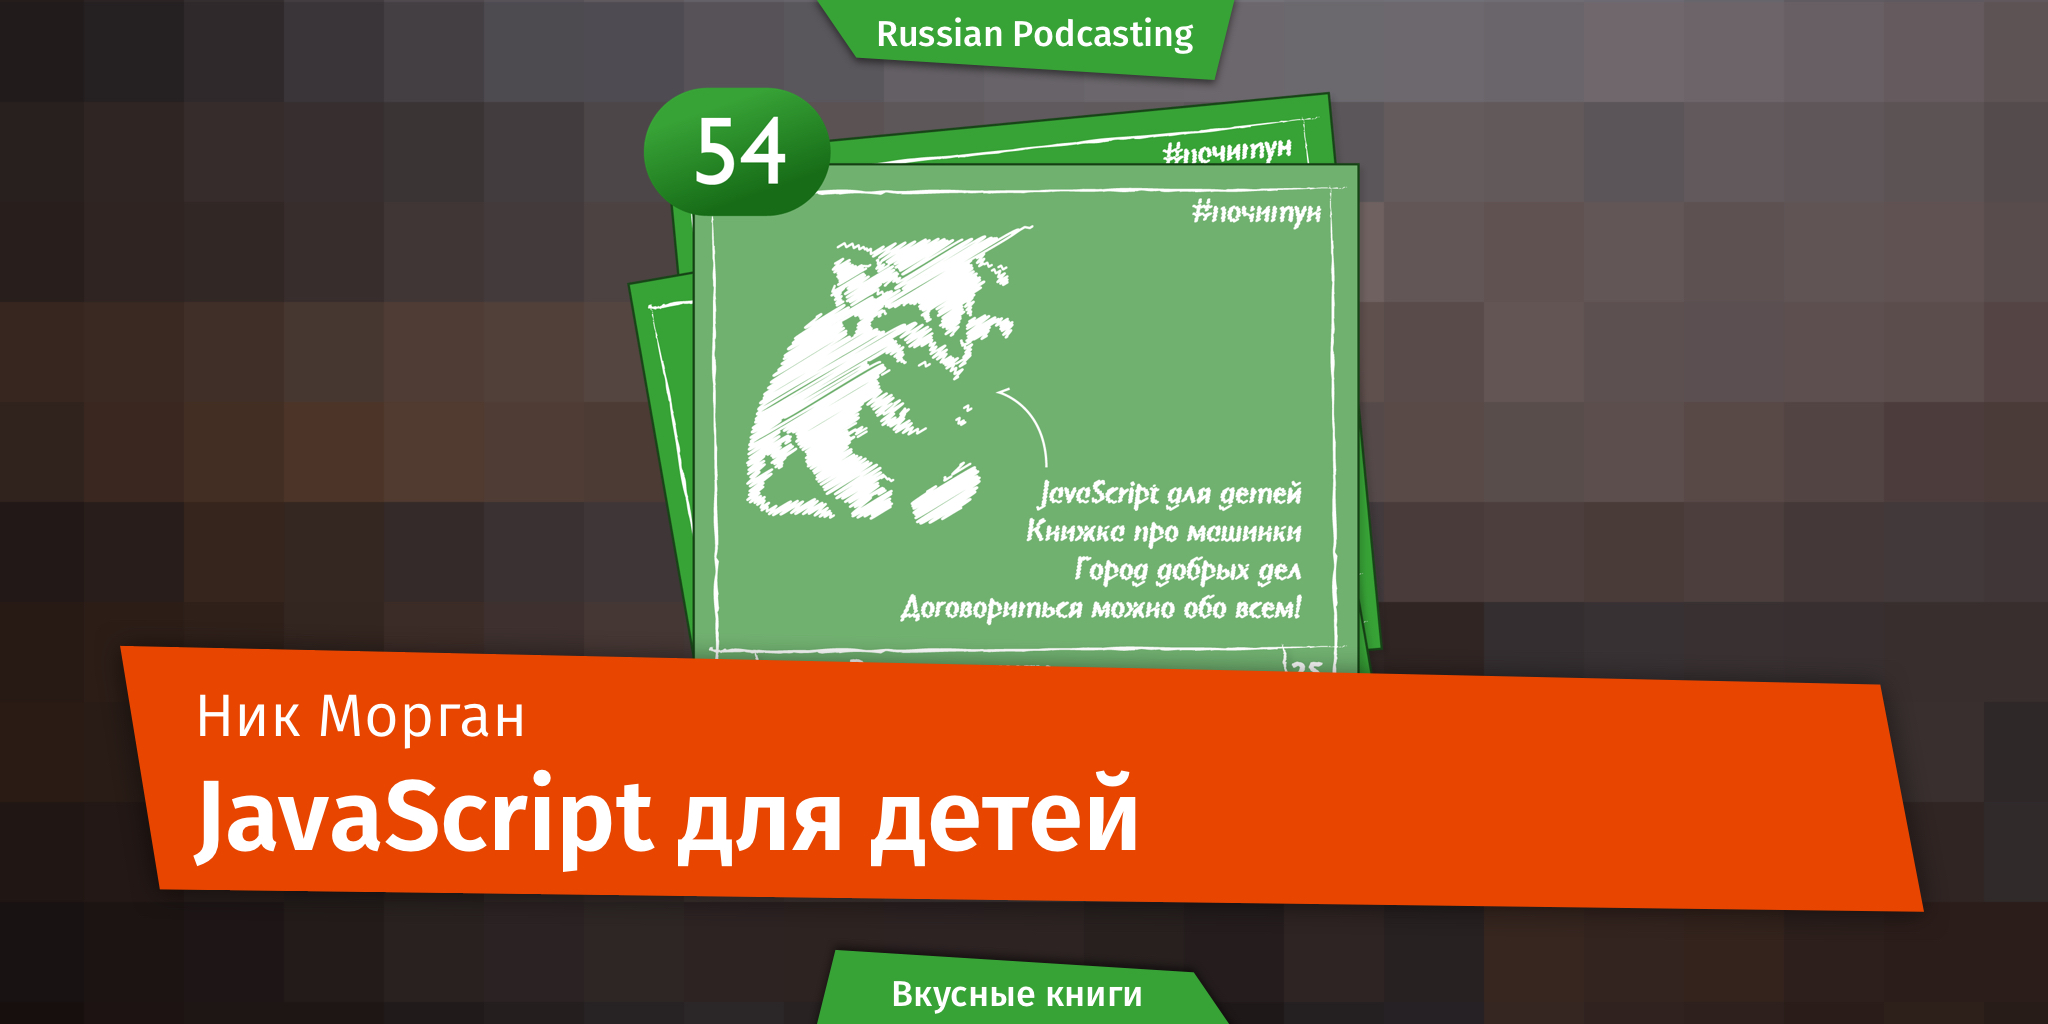 Russian Podcasting
54
#почитун
#почитун
JavaScript для детей
Книжка про машинки
Город добрых дел
Договориться можно обо всем!
Ник Морган
JavaScript для детей
Вкусные книги